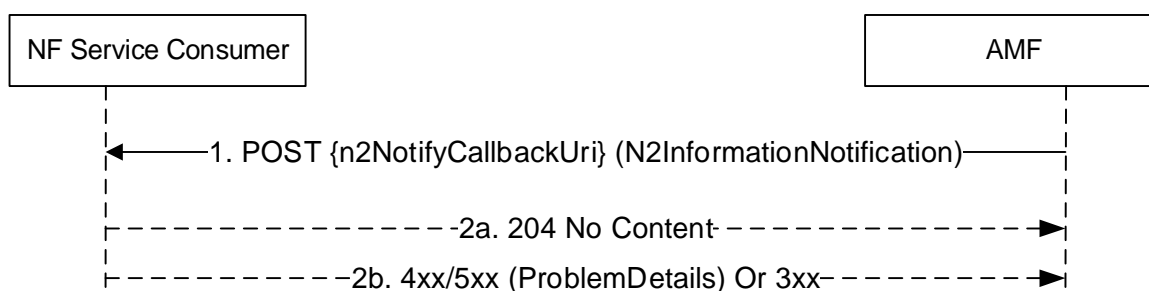 NF Service Consumer
AMF
1. POST {n2NotifyCallbackUri} (N2InformationNotification)
2a. 204 No Content
2b. 4xx/5xx (ProblemDetails) Or 3xx